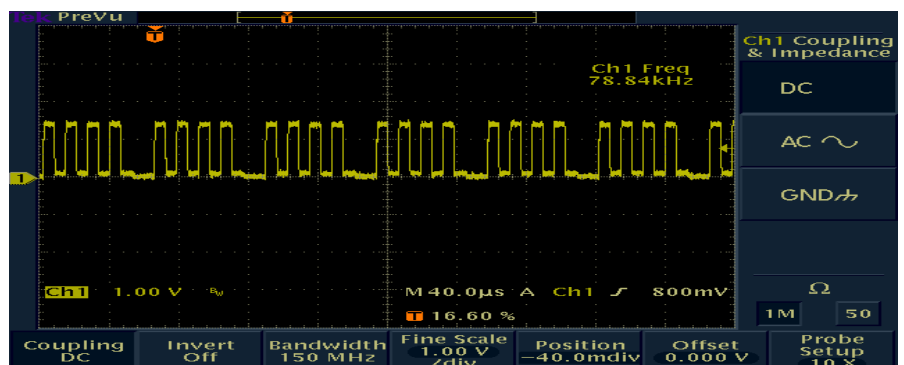 Tek PreVu
T
T
Ch1 Coupling
& Impedance
Ch1 Freq
78.84kHz
DC
AC
GND
1
Ch1 1.00 V Bw M 40.0µs A Ch1 800mV
T 16.60 %
Ω
1M 50
Coupling
DC
Invert
Off
Bandwidth
150 MHz
Fine Scale
1.00 V
/div
Position
−40.0mdiv
Offset
0.000 V
Probe
Setup
10 X